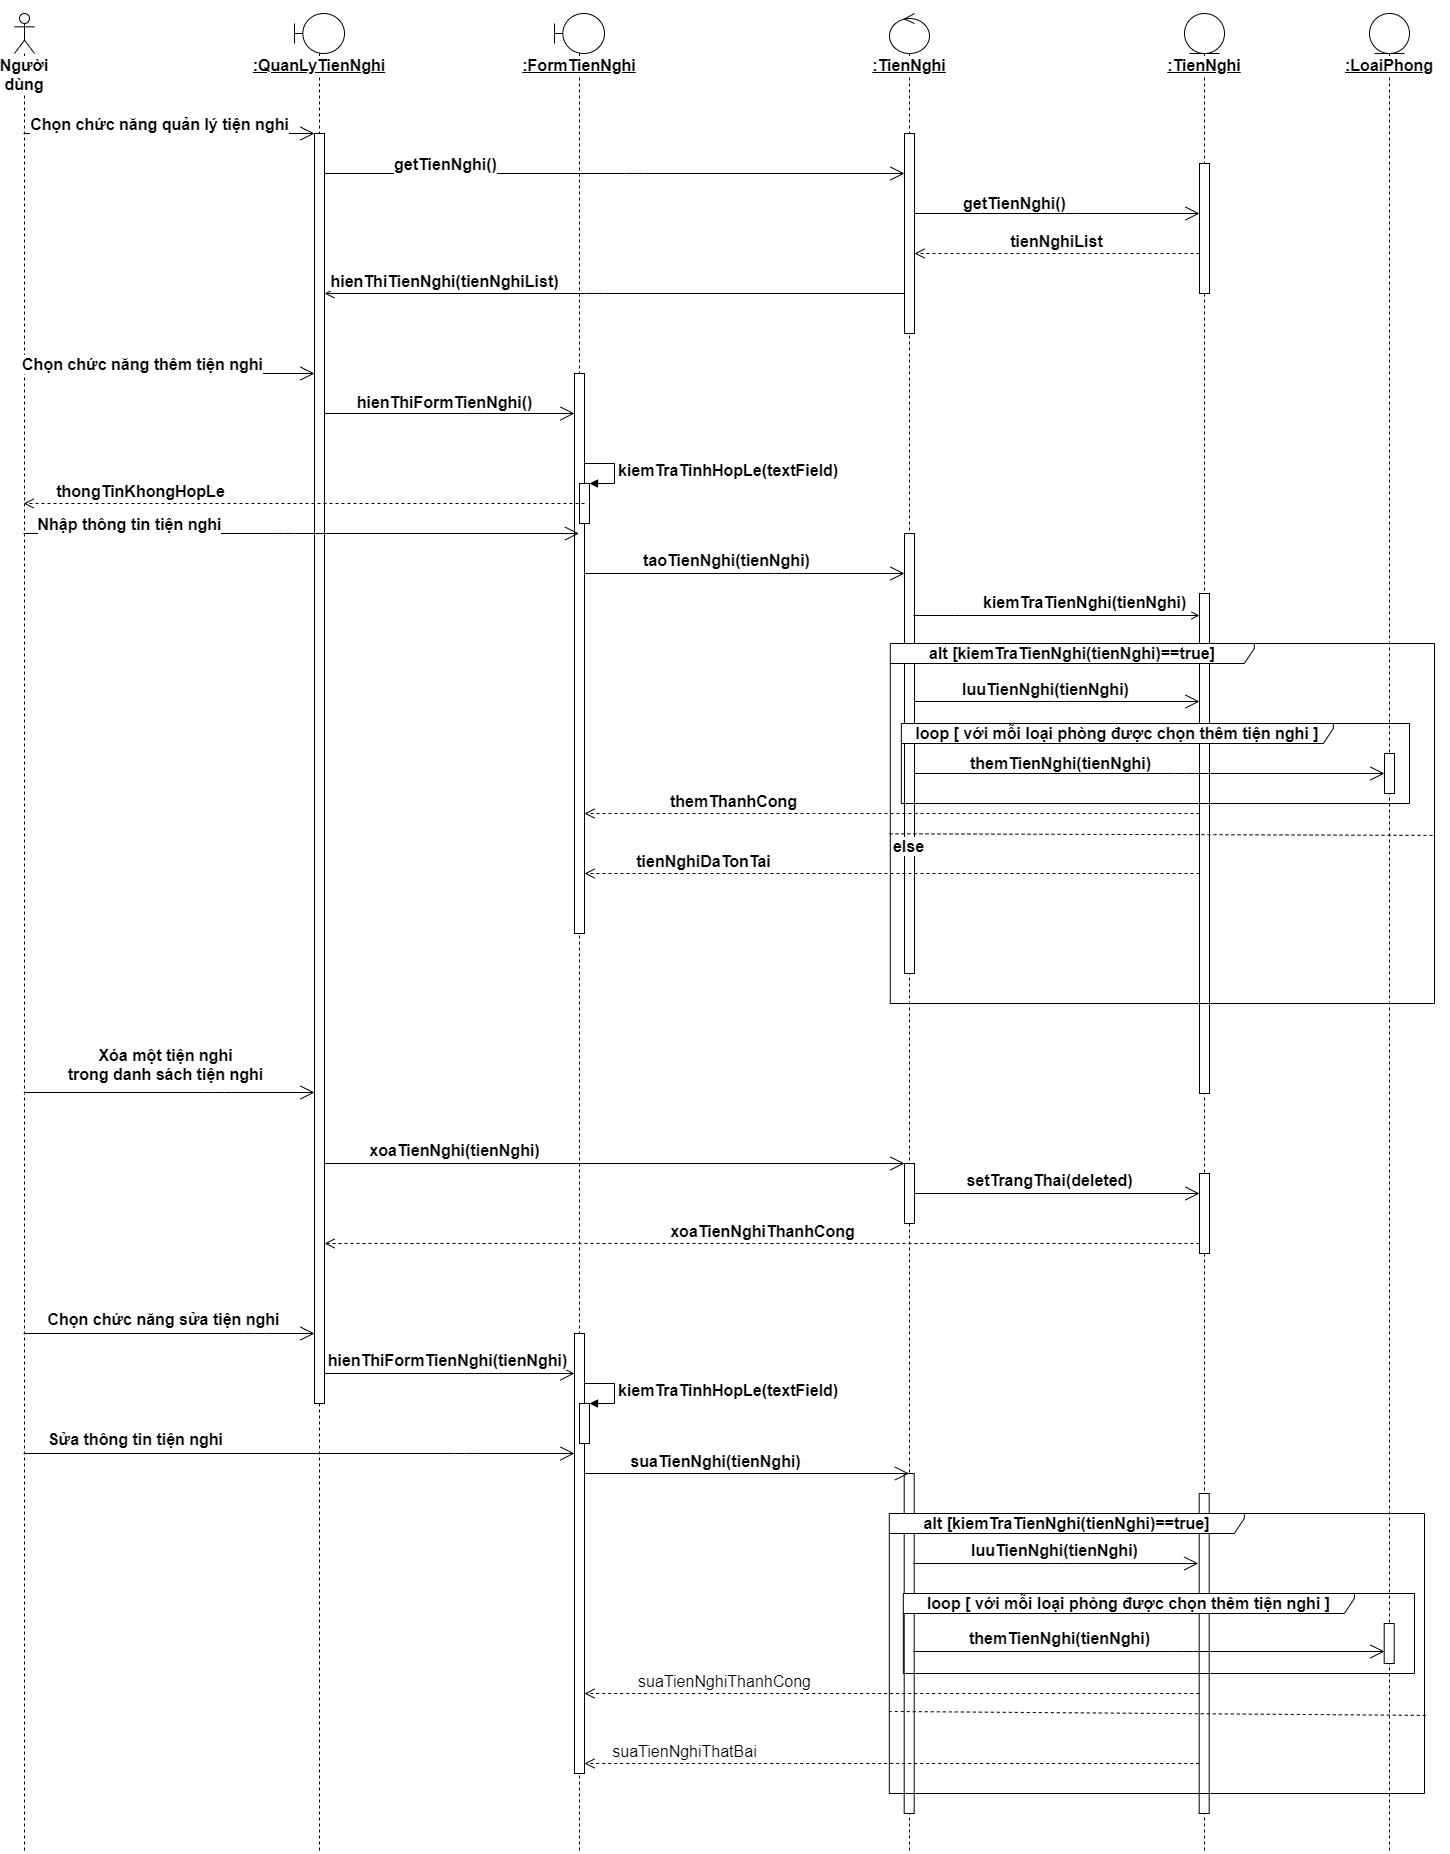 Người
dùng
:QuanLyTienNghi
:FormTienNghi
:TienNghi
:TienNghi
:LoaiPhong
Chọn chức năng quản lý tiện nghi
getTienNghi()
getTienNghi()
tienNghiList
hienThiTienNghi(tienNghiList)
Chọn chức năng thêm tiện nghi
hienThiFormTienNghi()
kiemTraTinhHopLe(textField)
thongTinKhongHopLe
Nhập thông tin tiện nghi
taoTienNghi(tienNghi)
kiemTraTienNghi(tienNghi)
alt [kiemTraTienNghi(tienNghi)==true]
luuTienNghi(tienNghi)
loop [ với mỗi loại phòng được chọn thêm tiện nghi ]
themTienNghi(tienNghi)
themThanhCong
else
tienNghiDaTonTai
Xóa một tiện nghi
trong danh sách tiện nghi
xoaTienNghi(tienNghi)
setTrangThai(deleted)
xoaTienNghiThanhCong
Chọn chức năng sửa tiện nghi
hienThiFormTienNghi(tienNghi)
kiemTraTinhHopLe(textField)
Sửa thông tin tiện nghi
suaTienNghi(tienNghi)
alt [kiemTraTienNghi(tienNghi)==true]
luuTienNghi(tienNghi)
loop [ với mỗi loại phòng được chọn thêm tiện nghi ]
themTienNghi(tienNghi)
suaTienNghiThanhCong
suaTienNghiThatBai